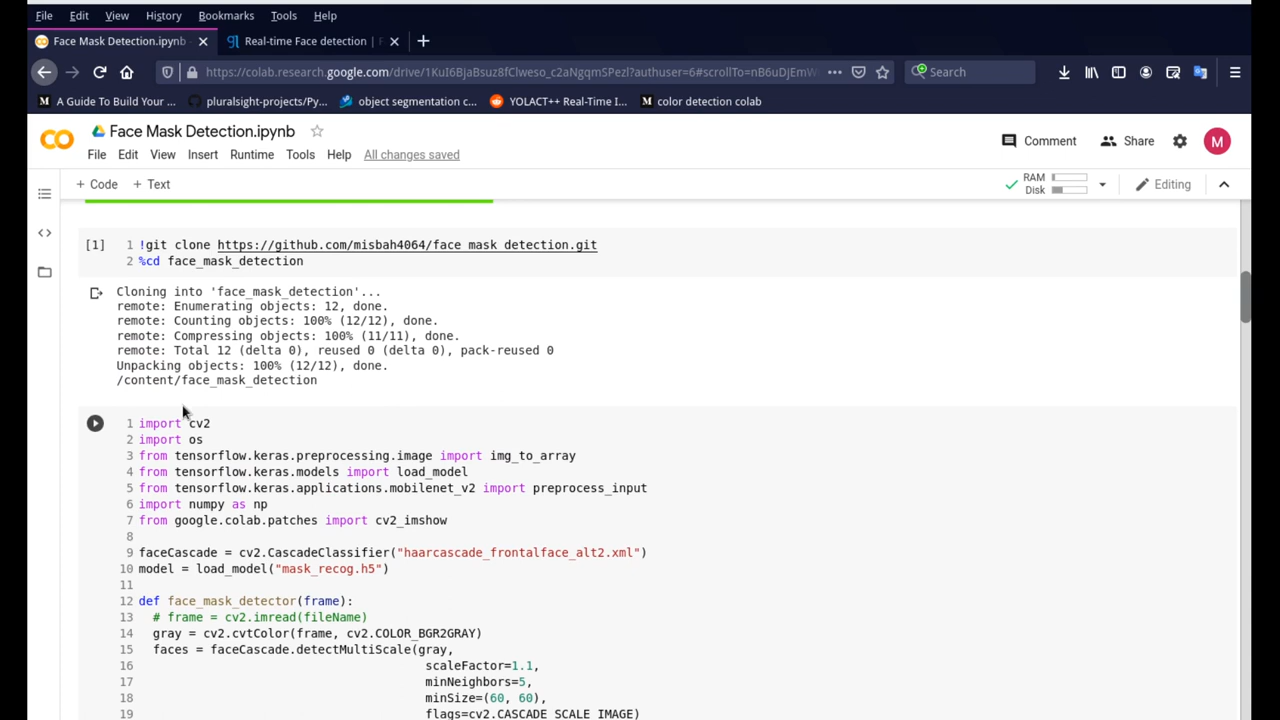 File Edit View History Bookmarks Tools Help
Face Mask Detection.ipynb
Real-time Face detection |
https://colab.research.google.com/drive/1KuI6BjaBsuz8fClweso_c2aNgqmSPezl?authuser=6#scrollTo=nB6uDjEmW
Search
A Guide To Build Your ... pluralsight-projects/Py... object segmentation c... YOLACT++ Real-Time I... color detection colab
CO Face Mask Detection.ipynb
Comment Share M
File Edit View Insert Runtime Tools Help All changes saved
+ Code + Text RAM Disk Editing
[1] 1 !git clone https://github.com/misbah4064/face_mask_detection.git
2 %cd face_mask_detection
Cloning into 'face_mask_detection'...
remote: Enumerating objects: 12, done.
remote: Counting objects: 100% (12/12), done.
remote: Compressing objects: 100% (11/11), done.
remote: Total 12 (delta 0), reused 0 (delta 0), pack-reused 0
Unpacking objects: 100% (12/12), done.
/content/face_mask_detection
1 import cv2
2 import os
3 from tensorflow.keras.preprocessing.image import img_to_array
4 from tensorflow.keras.models import load_model
5 from tensorflow.keras.applications.mobilenet_v2 import preprocess_input
6 import numpy as np
7 from google.colab.patches import cv2_imshow
8
9 faceCascade = cv2.CascadeClassifier("haarcascade_frontalface_alt2.xml")
10 model = load_model("mask_recog.h5")
11
12 def face_mask_detector(frame):
13 # frame = cv2.imread(fileName)
14 gray = cv2.cvtColor(frame, cv2.COLOR_BGR2GRAY)
15 faces = faceCascade.detectMultiScale(gray,
16 scaleFactor=1.1,
17 minNeighbors=5,
18 minSize=(60, 60),
19 flags=cv2.CASCADE_SCALE_IMAGE)